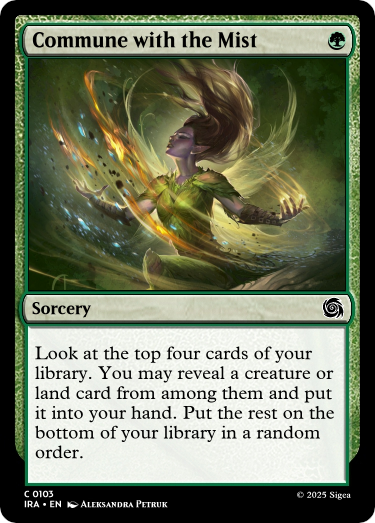 Commune with the Mist
Sorcery
Look at the top four cards of your
library. You may reveal a creature or
land card from among them and put
it into your hand. Put the rest on the
bottom of your library in a random
order.
C 0103
IRA • EN Aleksandra Petruk
© 2025 Sigea